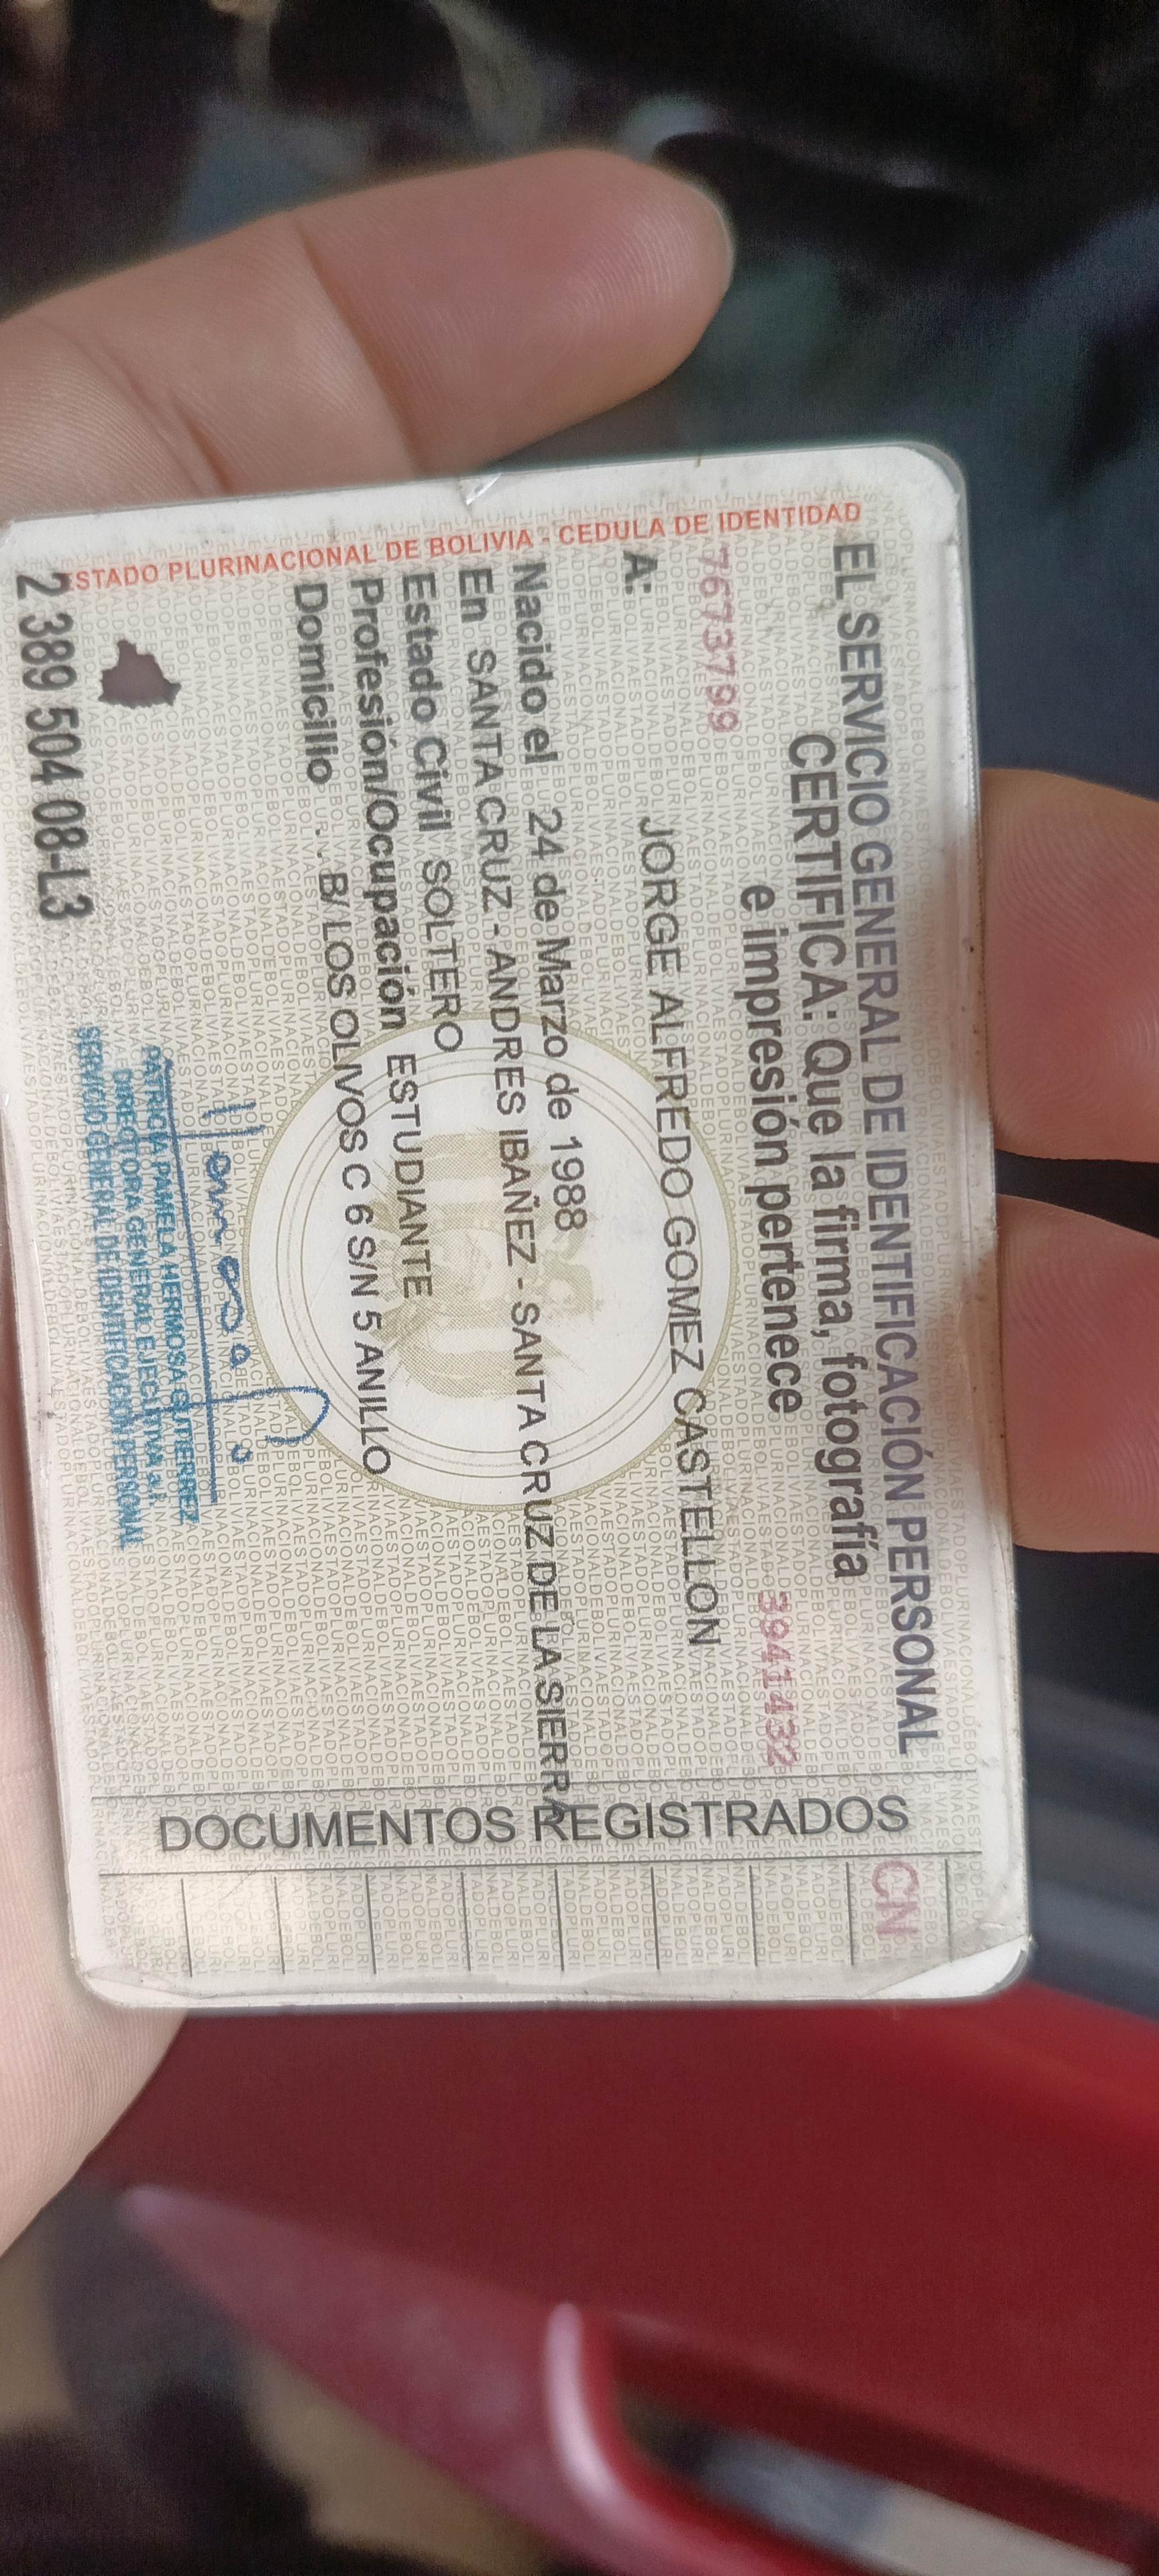 EL SERVICIO GENERAL DE IDENTIFICACIÓN PERSONAL
CERTIFICA: Que la firma, fotografía
e impresión pertenece
7673799
3941432
A: JORGE ALFREDO GOMEZ CASTELLON
Nacido el 24 de Marzo de 1988
En SANTA CRUZ - ANDRES IBAÑEZ - SANTA CRUZ DE LA SIERRA
Estado Civil SOLTERO
Profesión/Ocupación ESTUDIANTE
Domicilio . . B/ LOS OLIVOS C 6 S/N 5 ANILLO
PATRICIA PAMELA HERMOSA GUTIERREZ
DIRECTORA GENERAL EJECUTIVA a.i.
SERVICIO GENERAL DE IDENTIFICACIÓN PERSONAL
2 389 504 08-L3
ESTADO PLURINACIONAL DE BOLIVIA - CEDULA DE IDENTIDAD
DOCUMENTOS REGISTRADOS
CN